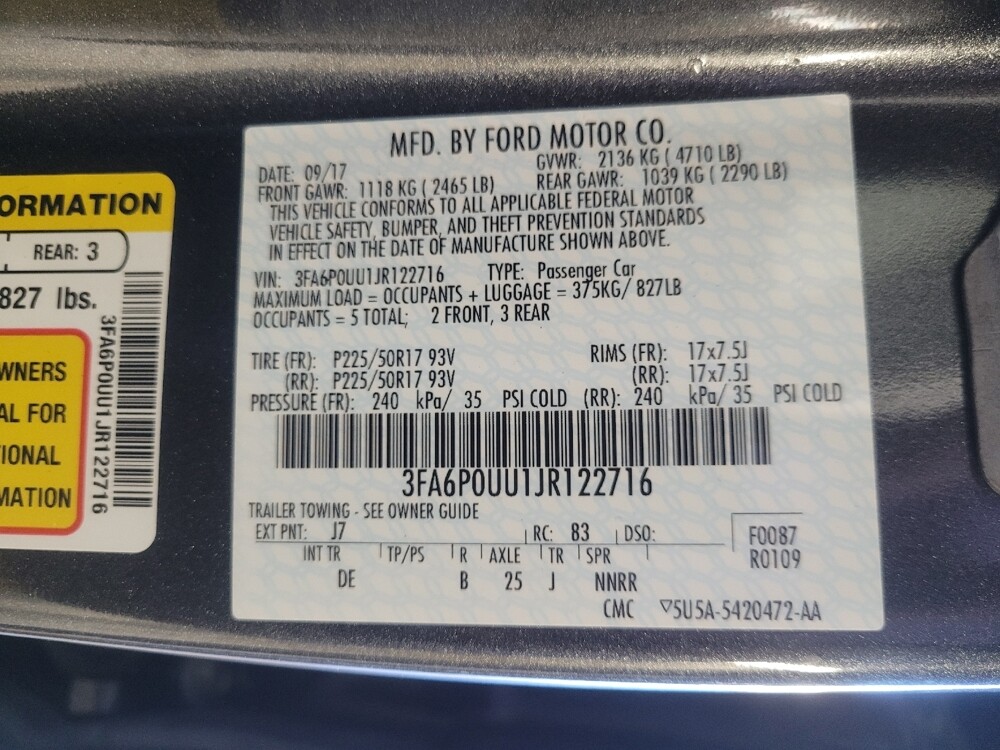 ORMATION
REAR: 3
827 lbs.
WNERS
AL FOR
IONAL
MATION
3FA6P0UU1JR122716
MFD. BY FORD MOTOR CO.
DATE: 09/17 GVWR: 2136 KG ( 4710 LB)
FRONT GAWR: 1118 KG ( 2465 LB) REAR GAWR: 1039 KG ( 2290 LB)
THIS VEHICLE CONFORMS TO ALL APPLICABLE FEDERAL MOTOR
VEHICLE SAFETY, BUMPER, AND THEFT PREVENTION STANDARDS
IN EFFECT ON THE DATE OF MANUFACTURE SHOWN ABOVE.
VIN: 3FA6P0UU1JR122716 TYPE: Passenger Car
MAXIMUM LOAD = OCCUPANTS + LUGGAGE = 375KG/ 827LB
OCCUPANTS = 5 TOTAL; 2 FRONT, 3 REAR
TIRE (FR): P225/50R17 93V RIMS (FR): 17x7.5J
(RR): P225/50R17 93V (RR): 17x7.5J
PRESSURE (FR): 240 kPa/ 35 PSI COLD (RR): 240 kPa/ 35 PSI COLD
3FA6P0UU1JR122716
TRAILER TOWING - SEE OWNER GUIDE
EXT PNT: J7 RC: 83 DSO: F0087
INT TR TP/PS R AXLE TR SPR R0109
DE B 25 J NNRR
CMC ▽5U5A-5420472-AA